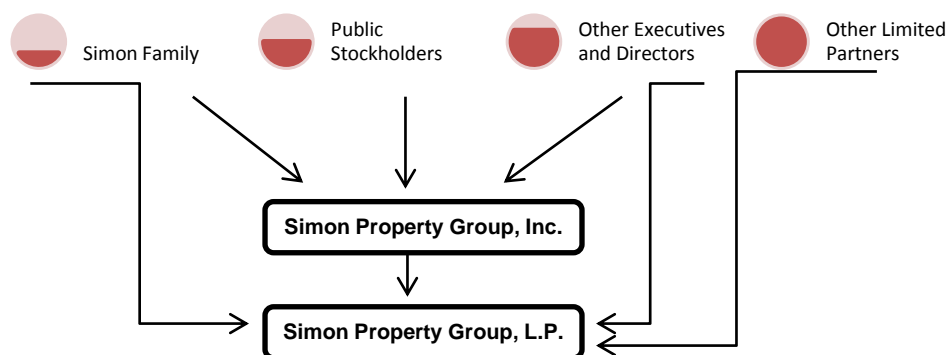 Simon Family
Public
Stockholders
Other Executives
and Directors
Other Limited
Partners
Simon Property Group, Inc.
Simon Property Group, L.P.